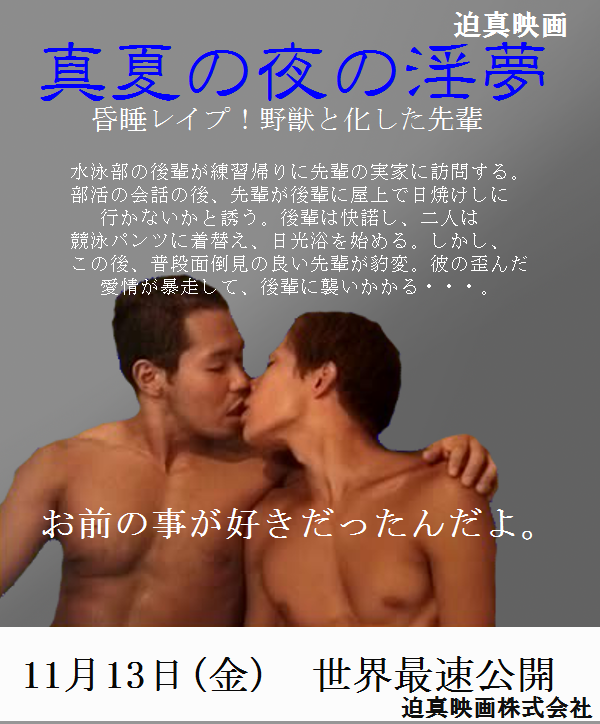 迫真映画
真夏の夜の淫夢
昏睡レイプ！野獣と化した先輩
水泳部の後輩が練習帰りに先輩の実家に訪問する。
部活の会話の後、先輩が後輩に屋上で日焼けしに
行かないかと誘う。後輩は快諾し、二人は
競泳パンツに着替え、日光浴を始める。しかし、
この後、普段面倒見の良い先輩が豹変。彼の歪んだ
愛情が暴走して、後輩に襲いかかる・・・。
お前の事が好きだったんだよ。
11月13日(金)　世界最速公開
迫真映画株式会社